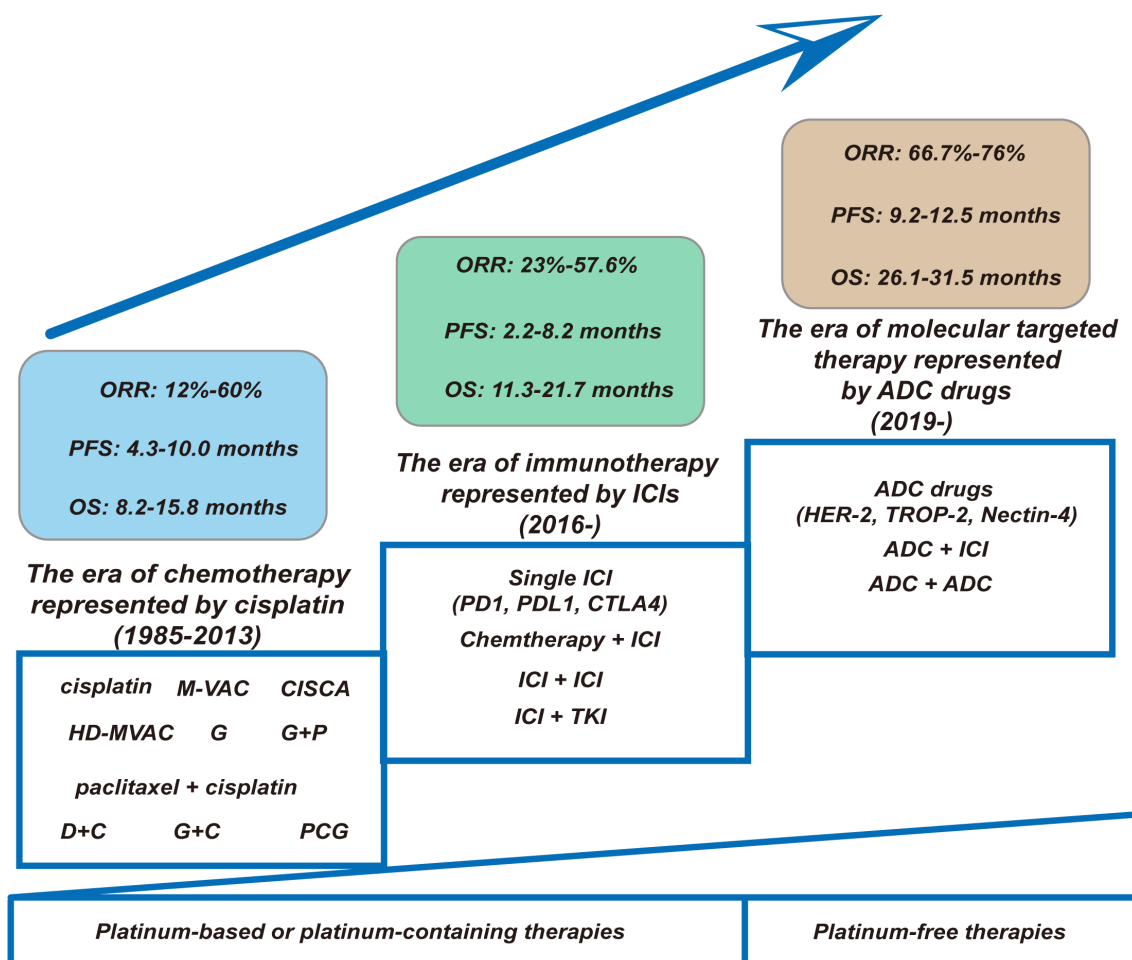 ORR: 66.7%-76%
PFS: 9.2-12.5 months
OS: 26.1-31.5 months
The era of molecular targeted
therapy represented
by ADC drugs
(2019-)
ADC drugs
(HER-2, TROP-2, Nectin-4)
ADC + ICI
ADC + ADC
ORR: 23%-57.6%
PFS: 2.2-8.2 months
OS: 11.3-21.7 months
The era of immunotherapy
represented by ICIs
(2016-)
Single ICI
(PD1, PDL1, CTLA4)
Chemtherapy + ICI
ICI + ICI
ICI + TKI
ORR: 12%-60%
PFS: 4.3-10.0 months
OS: 8.2-15.8 months
The era of chemotherapy
represented by cisplatin
(1985-2013)
cisplatin M-VAC CISCA
HD-MVAC G G+P
paclitaxel + cisplatin
D+C G+C PCG
Platinum-based or platinum-containing therapies
Platinum-free therapies